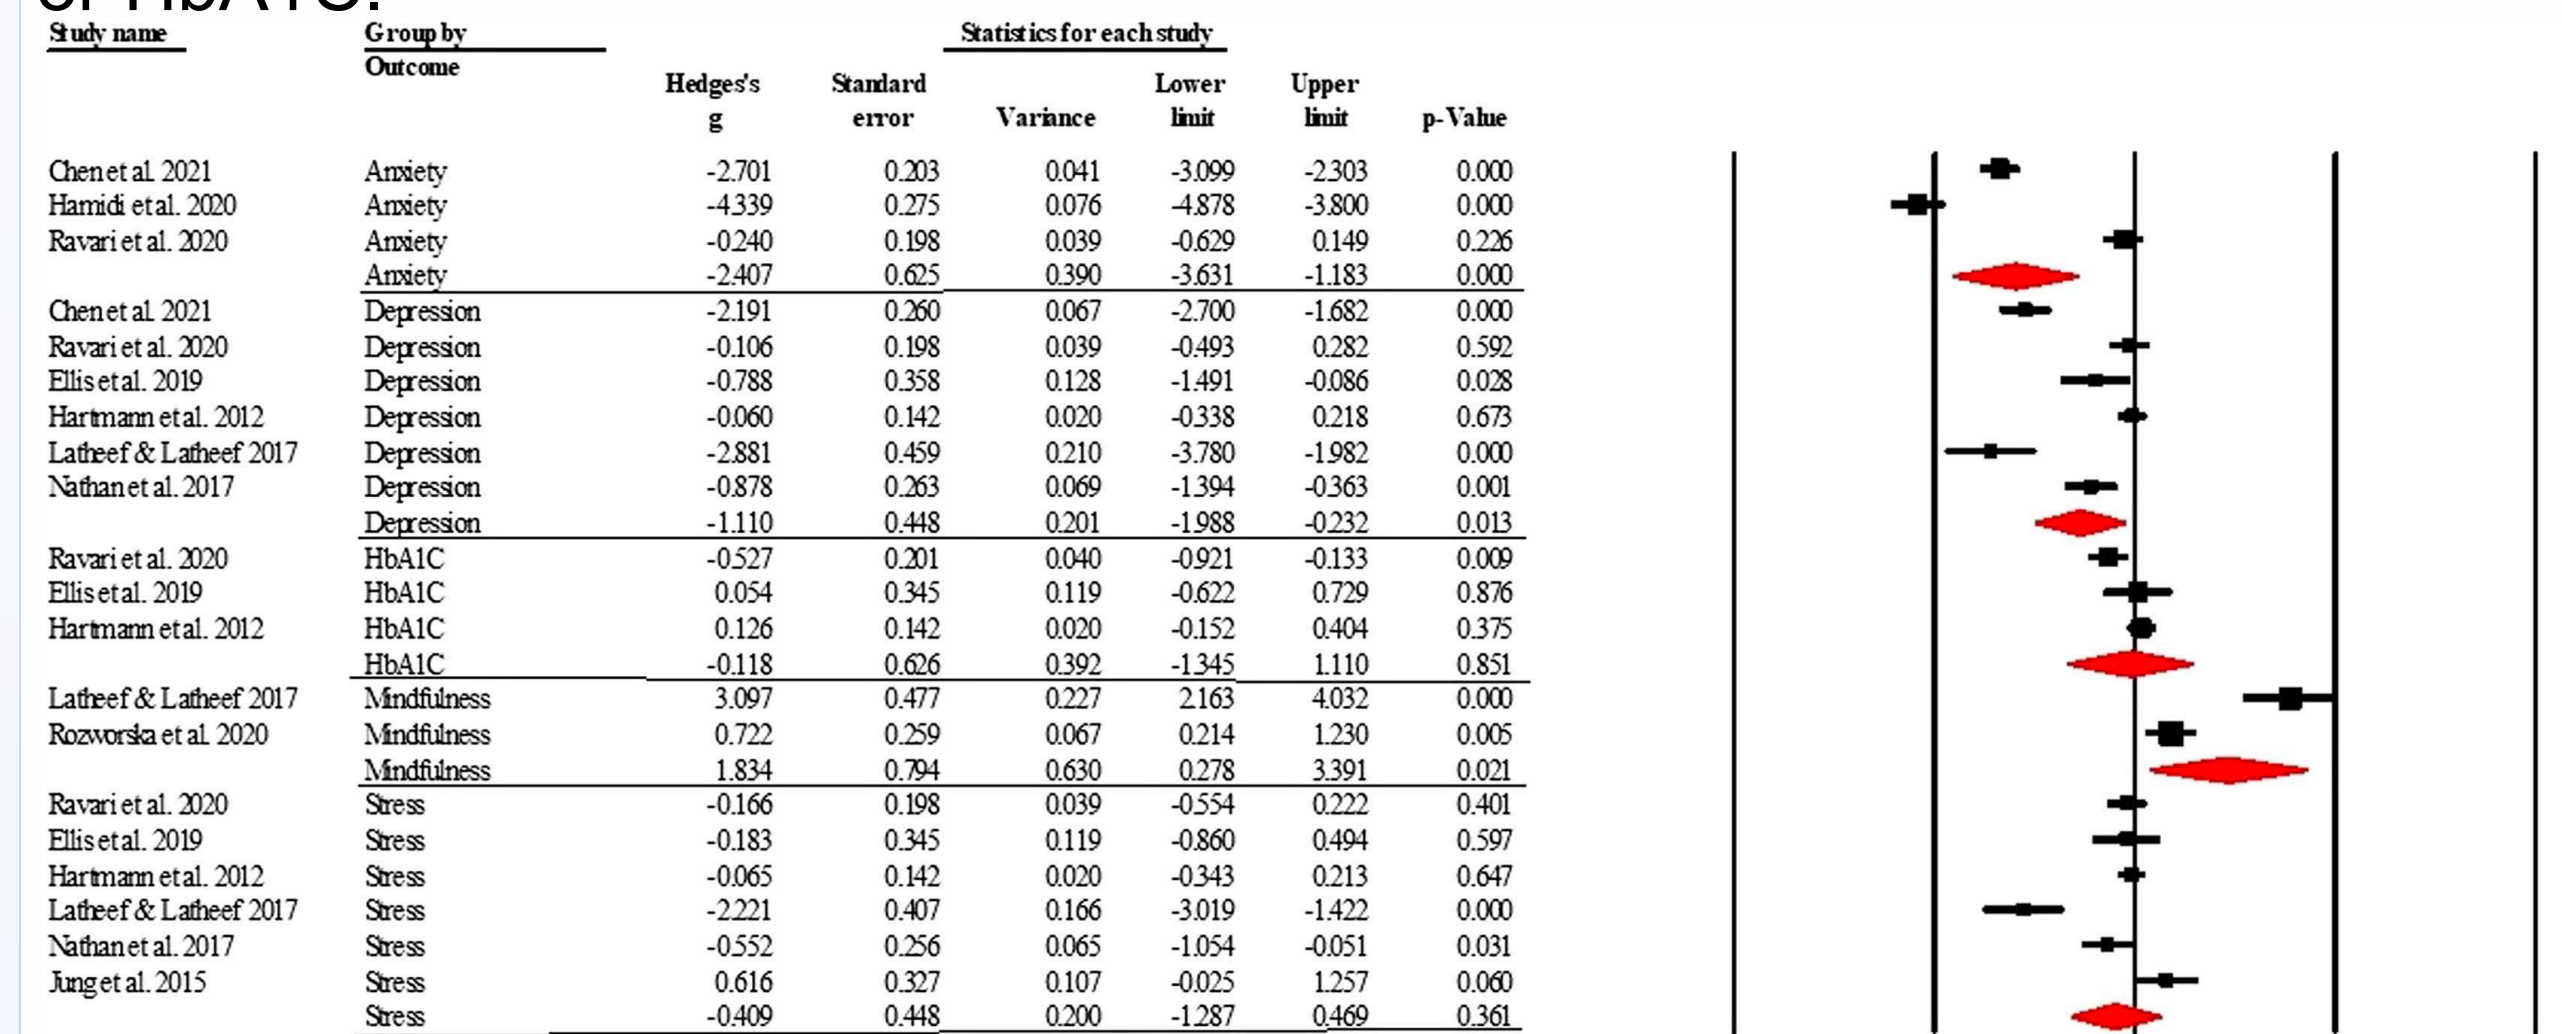 of HbA1C.
Study name Group by Statistics for each study
Outcome
Hedges's Standard Lower Upper
g error Variance limit limit p-Value
Chen et al. 2021 Anxiety -2.701 0.203 0.041 -3.099 -2.303 0.000
Hamidi et al. 2020 Anxiety -4.339 0.275 0.076 -4.878 -3.800 0.000
Ravari et al. 2020 Anxiety -0.240 0.198 0.039 -0.629 0.149 0.226
Anxiety -2.407 0.625 0.390 -3.631 -1.183 0.000
Chen et al. 2021 Depression -2.191 0.260 0.067 -2.700 -1.682 0.000
Ravari et al. 2020 Depression -0.106 0.198 0.039 -0.493 0.282 0.592
Ellis et al. 2019 Depression -0.788 0.358 0.128 -1.491 -0.086 0.028
Hartmann et al. 2012 Depression -0.060 0.142 0.020 -0.338 0.218 0.673
Latheef & Latheef 2017 Depression -2.881 0.459 0.210 -3.780 -1.982 0.000
Nathan et al. 2017 Depression -0.878 0.263 0.069 -1.394 -0.363 0.001
Depression -1.110 0.448 0.201 -1.988 -0.232 0.013
Ravari et al. 2020 HbA1C -0.527 0.201 0.040 -0.921 -0.133 0.009
Ellis et al. 2019 HbA1C 0.054 0.345 0.119 -0.622 0.729 0.876
Hartmann et al. 2012 HbA1C 0.126 0.142 0.020 -0.152 0.404 0.375
HbA1C -0.118 0.626 0.392 -1.345 1.110 0.851
Latheef & Latheef 2017 Mindfulness 3.097 0.477 0.227 2.163 4.032 0.000
Rozworska et al. 2020 Mindfulness 0.722 0.259 0.067 0.214 1.230 0.005
Mindfulness 1.834 0.794 0.630 0.278 3.391 0.021
Ravari et al. 2020 Stress -0.166 0.198 0.039 -0.554 0.222 0.401
Ellis et al. 2019 Stress -0.183 0.345 0.119 -0.860 0.494 0.597
Hartmann et al. 2012 Stress -0.065 0.142 0.020 -0.343 0.213 0.647
Latheef & Latheef 2017 Stress -2.221 0.407 0.166 -3.019 -1.422 0.000
Nathan et al. 2017 Stress -0.552 0.256 0.065 -1.054 -0.051 0.031
Jung et al. 2015 Stress 0.616 0.327 0.107 -0.025 1.257 0.060
Stress -0.409 0.448 0.200 -1.287 0.469 0.361